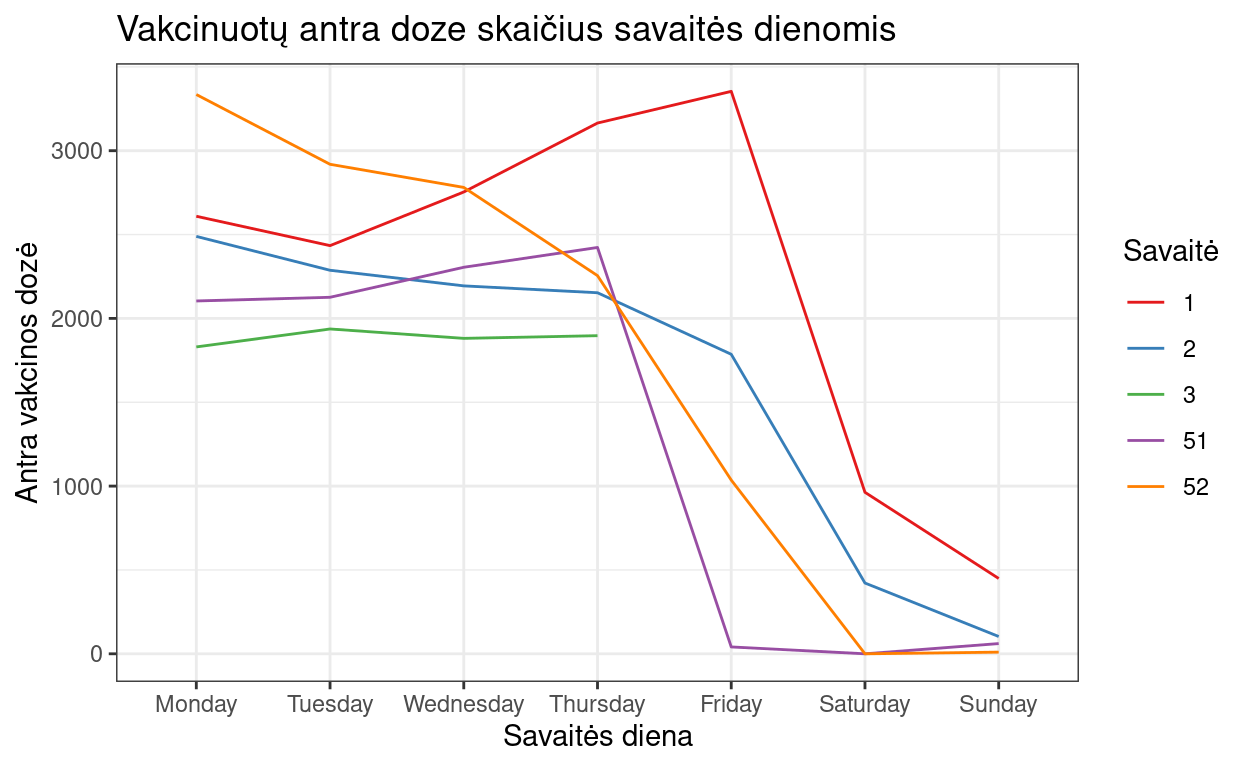 Vakcinuotų antra doze skaičius savaitės dienomis
Antra vakcinos dozė
3000
2000
1000
0
Monday Tuesday Wednesday Thursday Friday Saturday Sunday
Savaitės diena
Savaitė
1
2
3
51
52